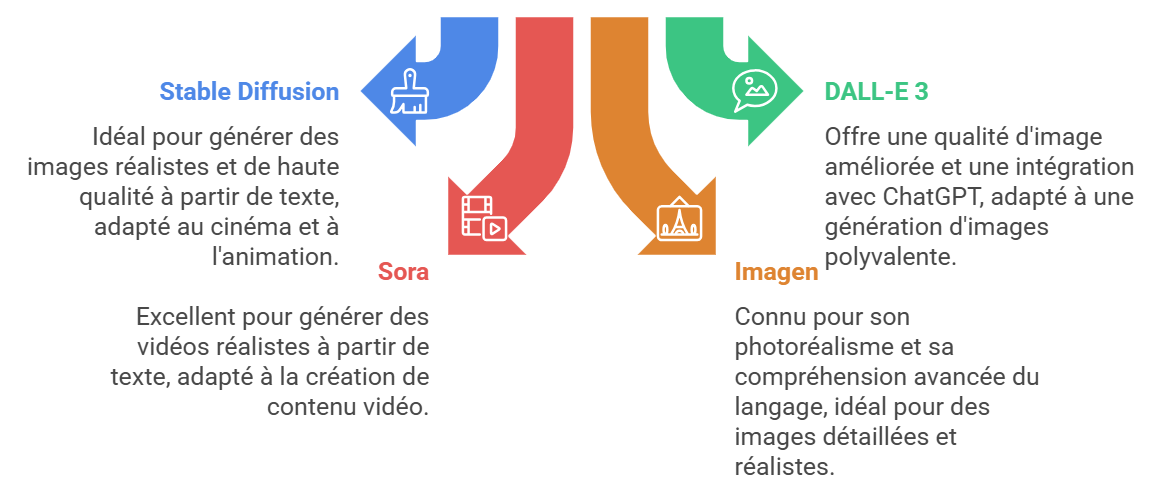 Stable Diffusion
Idéal pour générer des
images réalistes et de haute
qualité à partir de texte,
adapté au cinéma et à
l'animation.
Sora
Excellent pour générer des
vidéos réalistes à partir de
texte, adapté à la création de
contenu vidéo.
DALL-E 3
Offre une qualité d'image
améliorée et une intégration
avec ChatGPT, adapté à une
génération d'images
polyvalente.
Imagen
Connu pour son
photoréalisme et sa
compréhension avancée du
langage, idéal pour des
images détaillées et
réalistes.